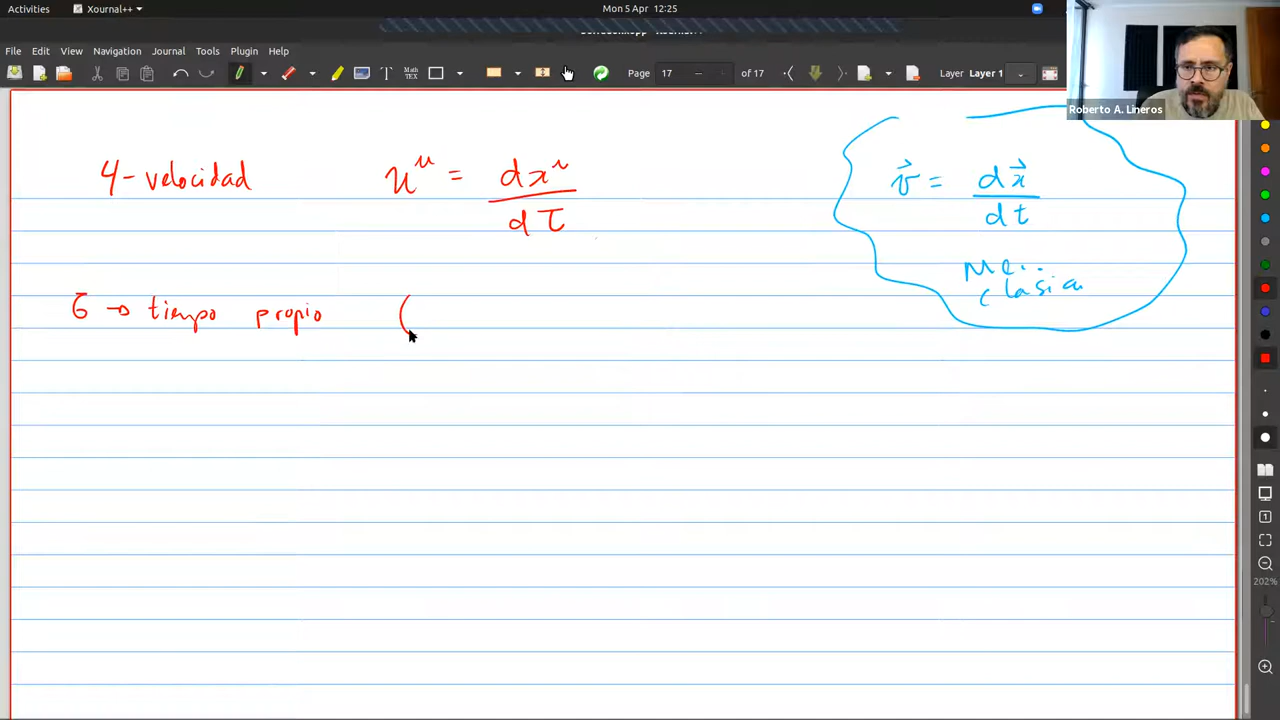 Activities
Xournal++
Mon 5 Apr 12:25
File Edit View Navigation Journal Tools Plugin Help
Page 17 of 17
Layer Layer 1
Roberto A. Lineros
202%
4-velocidad u^μ = dx^μ / dτ
v⃗ = dx⃗ / dt
clasica
→ tiempo propio (